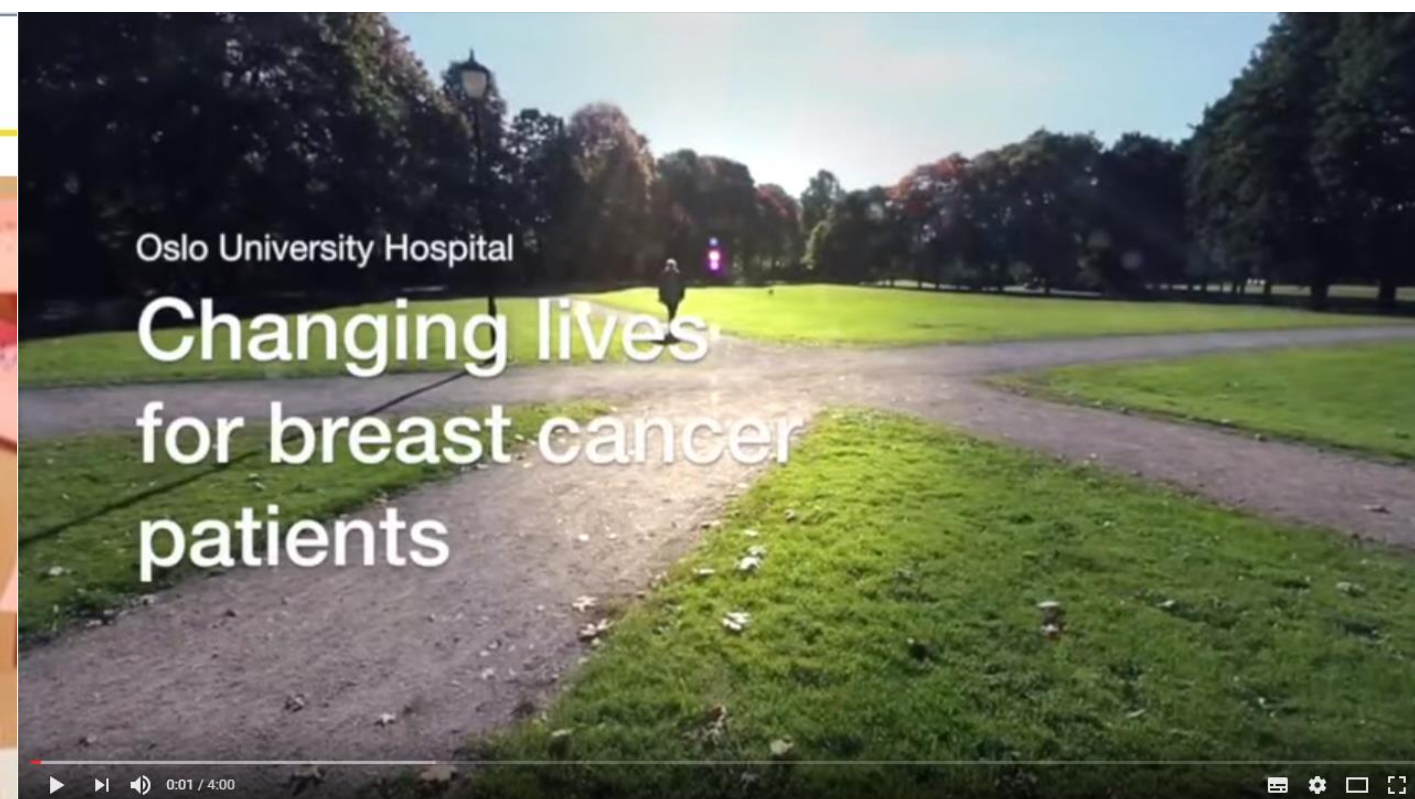 Oslo University Hospital
Changing lives
for breast cancer
patients
0:01 / 4:00